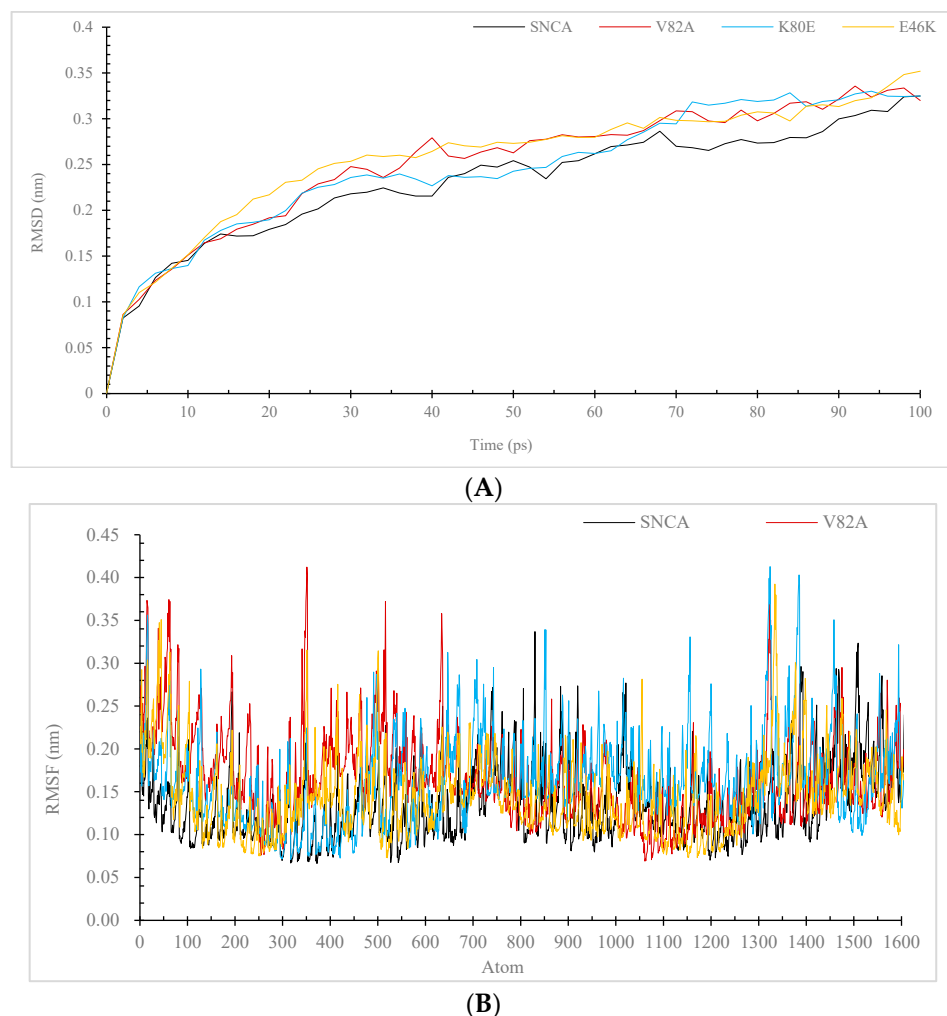 SNCA V82A K80E E46K
0.4
0.35
0.3
0.25
0.2
0.15
0.1
0.05
0
RMSD (nm)
0 10 20 30 40 50 60 70 80 90 100
Time (ps)
(A)
SNCA V82A
0.45
0.40
0.35
0.30
0.25
0.20
0.15
0.10
0.05
0.00
RMSF (nm)
0 100 200 300 400 500 600 700 800 900 1000 1100 1200 1300 1400 1500 1600
Atom
(B)